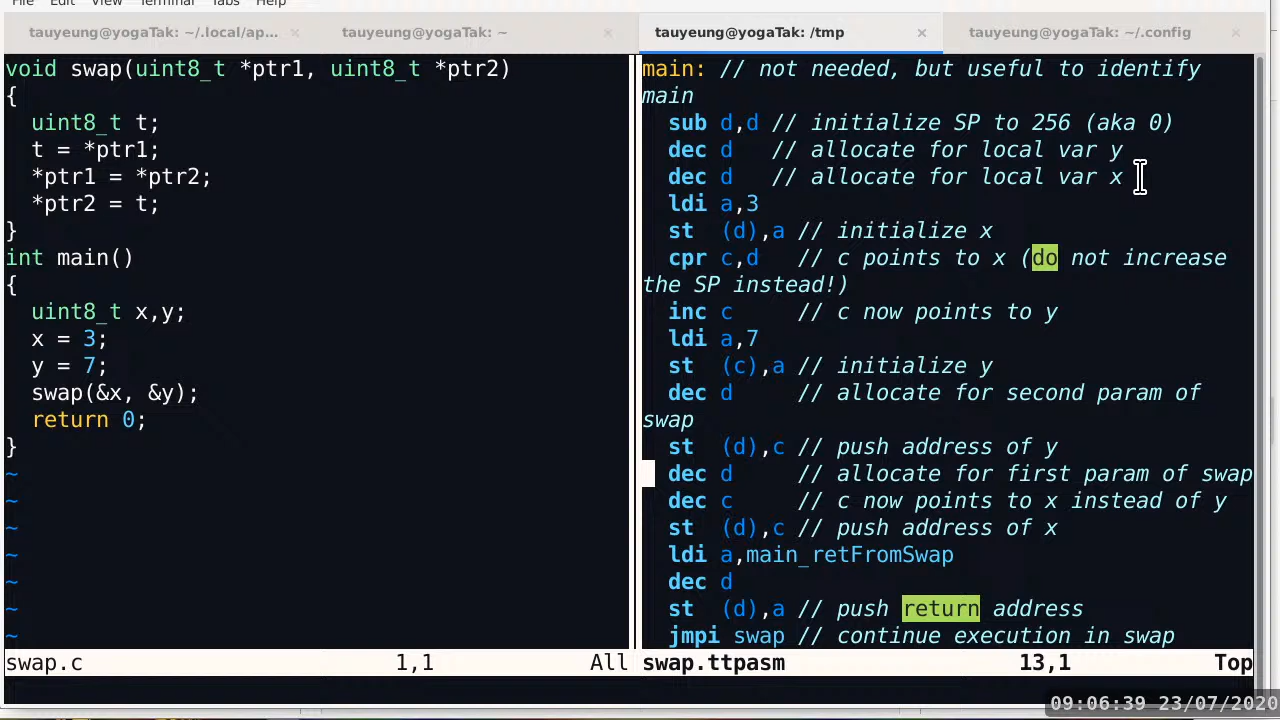 File Edit View Terminal Tabs Help
tauyeung@yogaTak: ~/.local/ap... × tauyeung@yogaTak: ~ × tauyeung@yogaTak: /tmp × tauyeung@yogaTak: ~/.config ×
void swap(uint8_t *ptr1, uint8_t *ptr2)
{
  uint8_t t;
  t = *ptr1;
  *ptr1 = *ptr2;
  *ptr2 = t;
}
int main()
{
  uint8_t x,y;
  x = 3;
  y = 7;
  swap(&x, &y);
  return 0;
}
~
~
~
~
~
~
~
swap.c 1,1 All
main: // not needed, but useful to identify
main
  sub d,d // initialize SP to 256 (aka 0)
  dec d   // allocate for local var y
  dec d   // allocate for local var x
  ldi a,3
  st  (d),a // initialize x
  cpr c,d   // c points to x (do not increase
the SP instead!)
  inc c     // c now points to y
  ldi a,7
  st  (c),a // initialize y
  dec d     // allocate for second param of
swap
  st  (d),c // push address of y
  dec d     // allocate for first param of swap
  dec c     // c now points to x instead of y
  st  (d),c // push address of x
  ldi a,main_retFromSwap
  dec d
  st  (d),a // push return address
  jmpi swap // continue execution in swap
swap.ttpasm 13,1 Top
09:06:39 23/07/2020